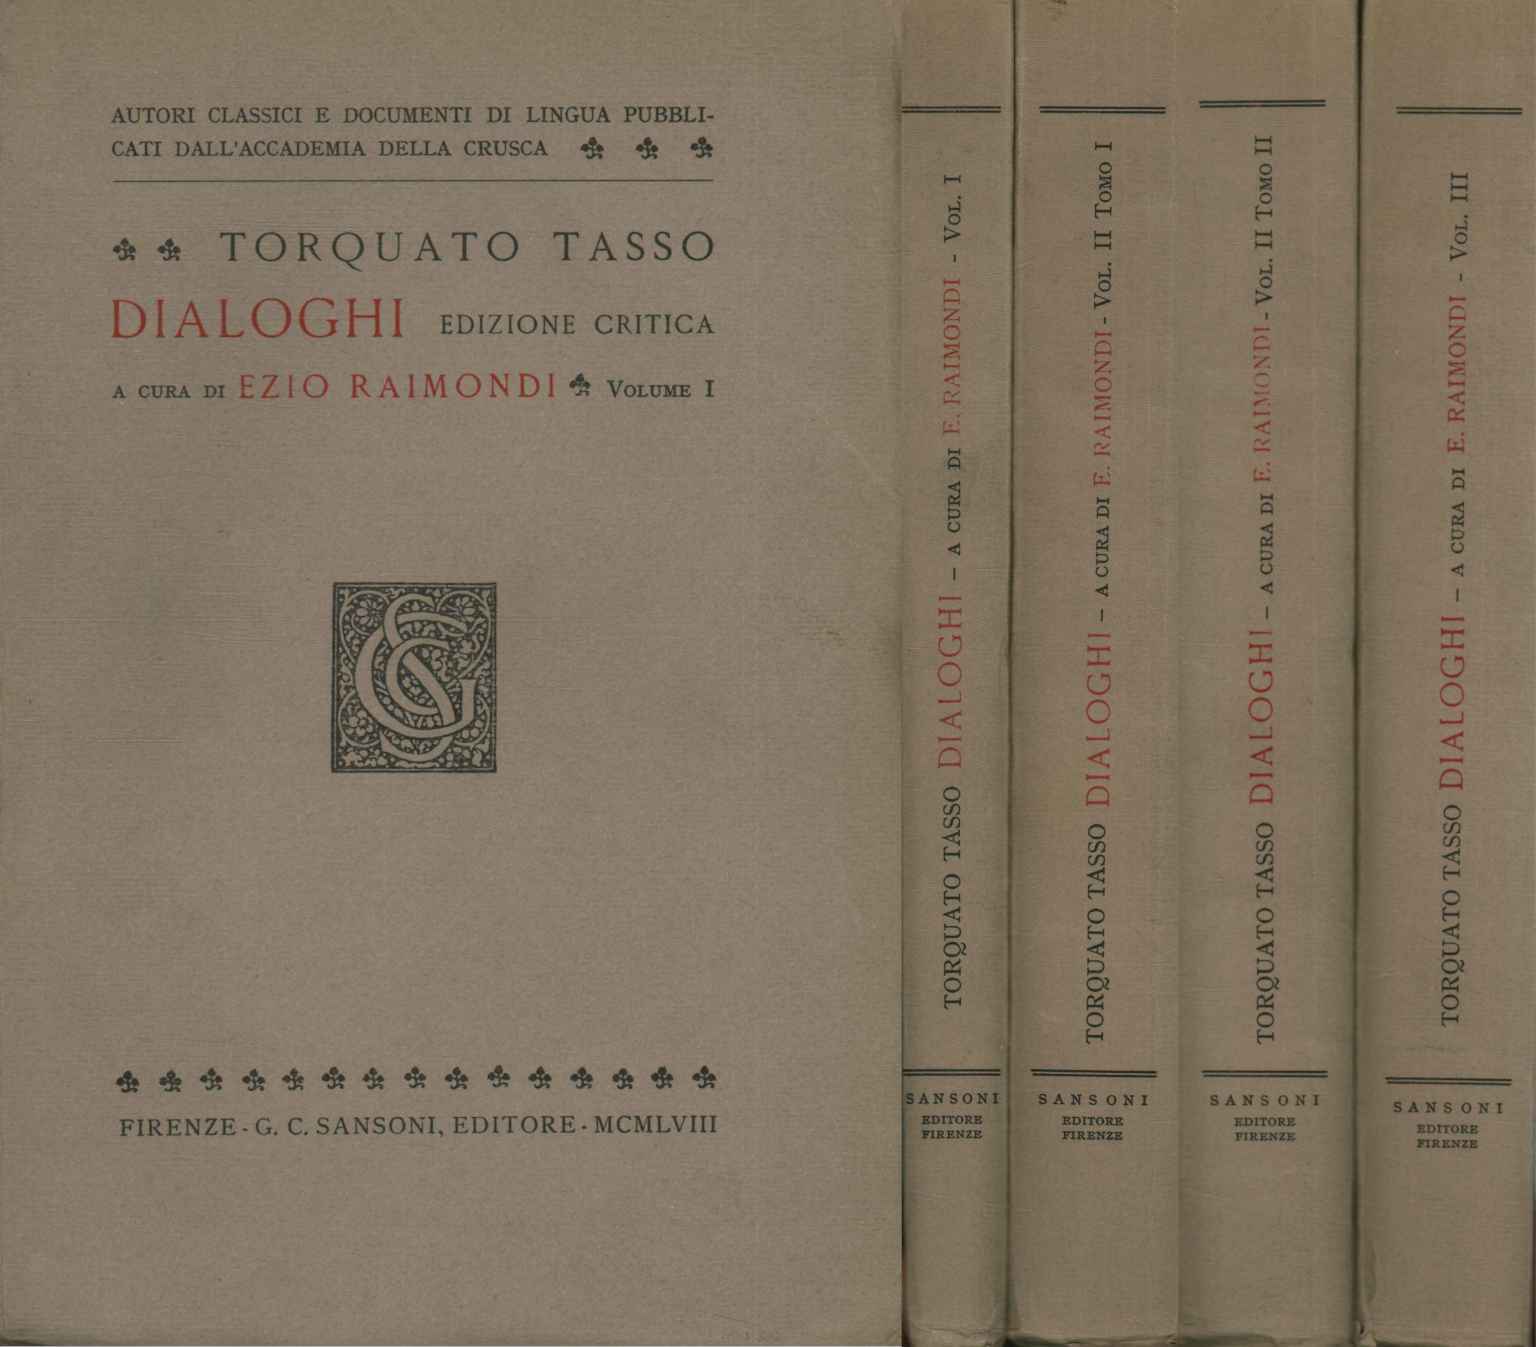 AUTORI CLASSICI E DOCUMENTI DI LINGUA PUBBLI-
CATI DALL'ACCADEMIA DELLA CRUSCA
TORQUATO TASSO
DIALOGHI EDIZIONE CRITICA
A CURA DI EZIO RAIMONDI VOLUME I
FIRENZE - G. C. SANSONI, EDITORE - MCMLVIII
TORQUATO TASSO DIALOGHI – A CURA DI E. RAIMONDI - VOL. I
SANSONI
EDITORE
FIRENZE
TORQUATO TASSO DIALOGHI – A CURA DI E. RAIMONDI - VOL. II TOMO I
SANSONI
EDITORE
FIRENZE
TORQUATO TASSO DIALOGHI – A CURA DI E. RAIMONDI - VOL. II TOMO II
SANSONI
EDITORE
FIRENZE
TORQUATO TASSO DIALOGHI – A CURA DI E. RAIMONDI - VOL. III
SANSONI
EDITORE
FIRENZE